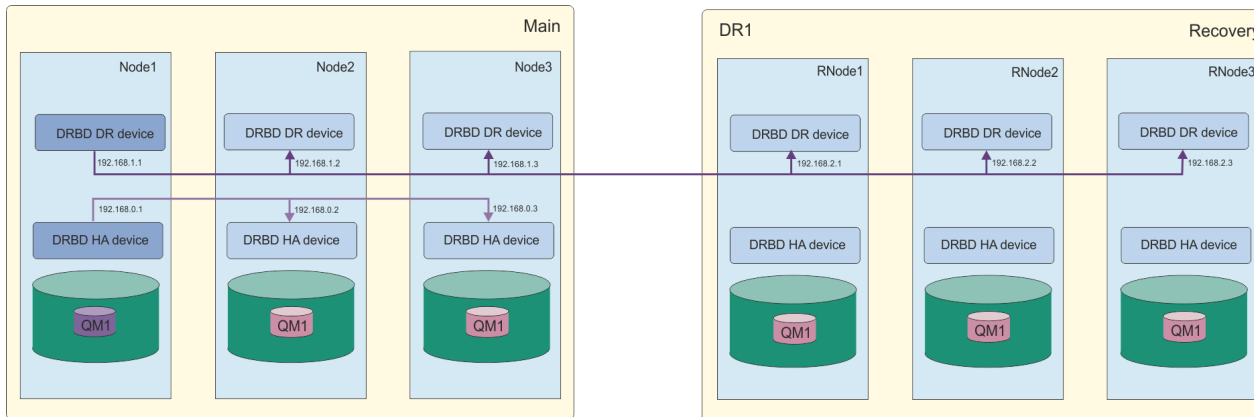 Main
Node1
Node2
Node3
DRBD DR device
DRBD DR device
DRBD DR device
192.168.1.1
192.168.1.2
192.168.1.3
192.168.0.1
192.168.0.2
192.168.0.3
DRBD HA device
DRBD HA device
DRBD HA device
QM1
QM1
QM1
DR1
Recovery
RNode1
RNode2
RNode3
DRBD DR device
DRBD DR device
DRBD DR device
192.168.2.1
192.168.2.2
192.168.2.3
DRBD HA device
DRBD HA device
DRBD HA device
QM1
QM1
QM1